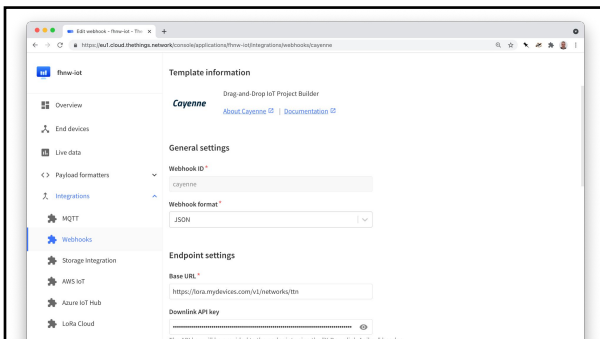 Edit webhook - fhnw-iot - The
https://eu1.cloud.thethings.network/console/applications/fhnw-iot/integrations/webhooks/cayenne
fhnw-iot
Overview
End devices
Live data
Payload formatters
Integrations
MQTT
Webhooks
Storage Integration
AWS IoT
Azure IoT Hub
LoRa Cloud
Template information
Cayenne
Drag-and-Drop IoT Project Builder
About Cayenne | Documentation
General settings
Webhook ID *
cayenne
Webhook format *
JSON
Endpoint settings
Base URL *
https://lora.mydevices.com/v1/networks/ttn
Downlink API key